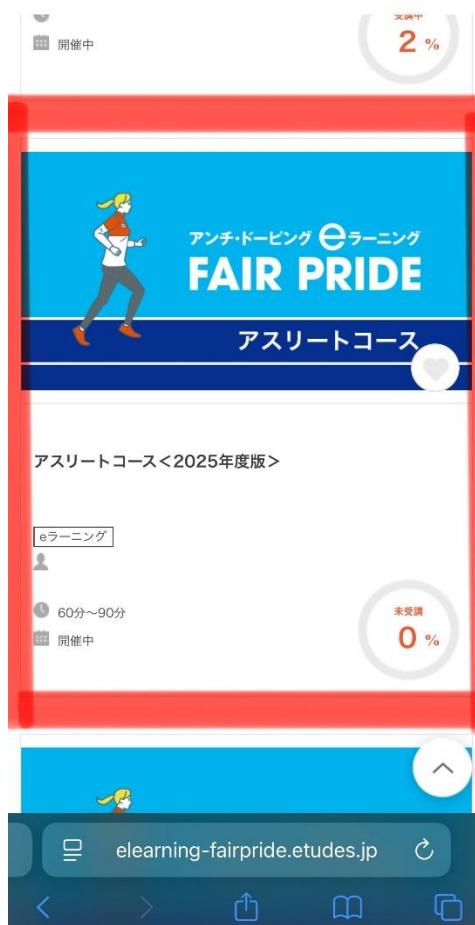 受講中
2 %
開催中
アンチ・ドーピング eラーニング
FAIR PRIDE
アスリートコース
アスリートコース＜2025年度版＞
eラーニング
60分～90分
未受講
0 %
開催中
elearning-fairpride.etudes.jp